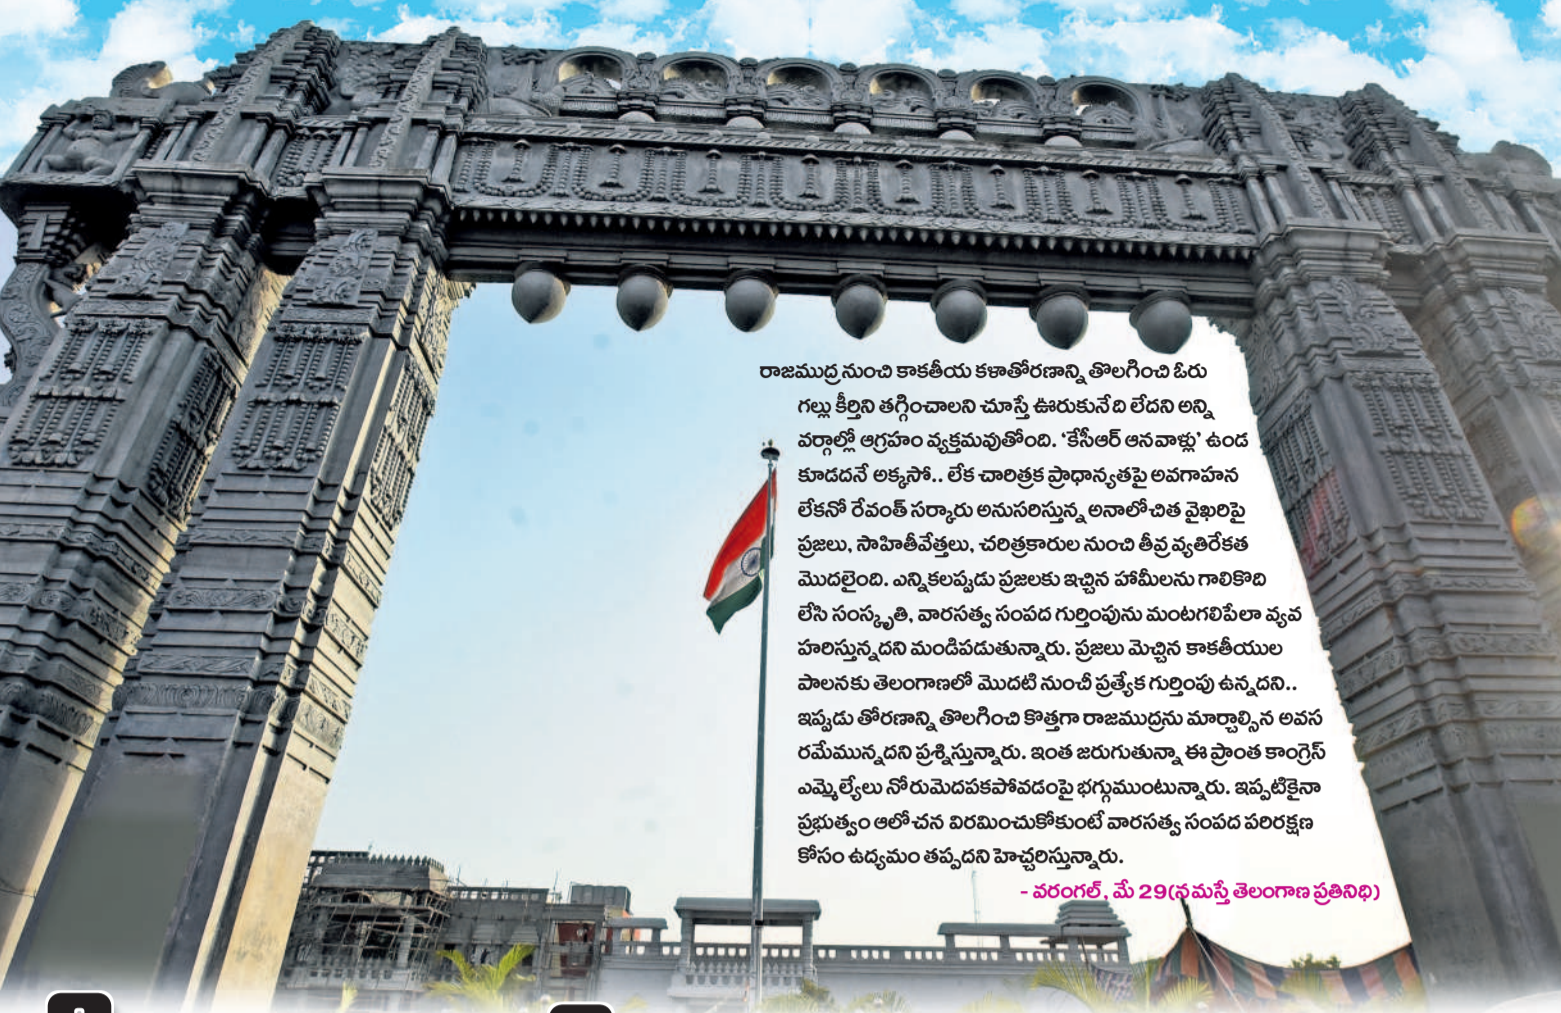 రాజముద్ర నుంచి కాకతీయ కళాతోరణాన్ని తొలగించి ఓరు
గల్లు కీర్తిని తగ్గించాలని చూస్తే ఊరుకునేది లేదని అన్ని
వర్గాల్లో ఆగ్రహం వ్యక్తమవుతోంది. ‘కేసీఆర్ ఆనవాళ్లు’ ఉండ
కూడదనే అక్కసో.. లేక చారిత్రక ప్రాధాన్యతపై అవగాహన
లేకనో రేవంత్ సర్కారు అనుసరిస్తున్న అనాలోచిత వైఖరిపై
ప్రజలు, సాహితీవేత్తలు, చరిత్రకారుల నుంచి తీవ్ర వ్యతిరేకత
మొదలైంది. ఎన్నికలప్పుడు ప్రజలకు ఇచ్చిన హామీలను గాలికొది
లేసి సంస్కృతి, వారసత్వ సంపద గుర్తింపును మంటగలిపేలా వ్యవ
హరిస్తున్నదని మండిపడుతున్నారు. ప్రజలు మెచ్చిన కాకతీయుల
పాలనకు తెలంగాణలో మొదటి నుంచీ ప్రత్యేక గుర్తింపు ఉన్నదని..
ఇప్పుడు తోరణాన్ని తొలగించి కొత్తగా రాజముద్రను మార్చాల్సిన అవస
రమేమున్నదని ప్రశ్నిస్తున్నారు. ఇంత జరుగుతున్నా ఈ ప్రాంత కాంగ్రెస్
ఎమ్మెల్యేలు నోరుమెదపకపోవడంపై భగ్గుముంటున్నారు. ఇప్పటికైనా
ప్రభుత్వం ఆలోచన విరమించుకోకుంటే వారసత్వ సంపద పరిరక్షణ
కోసం ఉద్యమం తప్పదని హెచ్చరిస్తున్నారు.
- వరంగల్, మే 29(నమస్తే తెలంగాణ ప్రతినిధి)